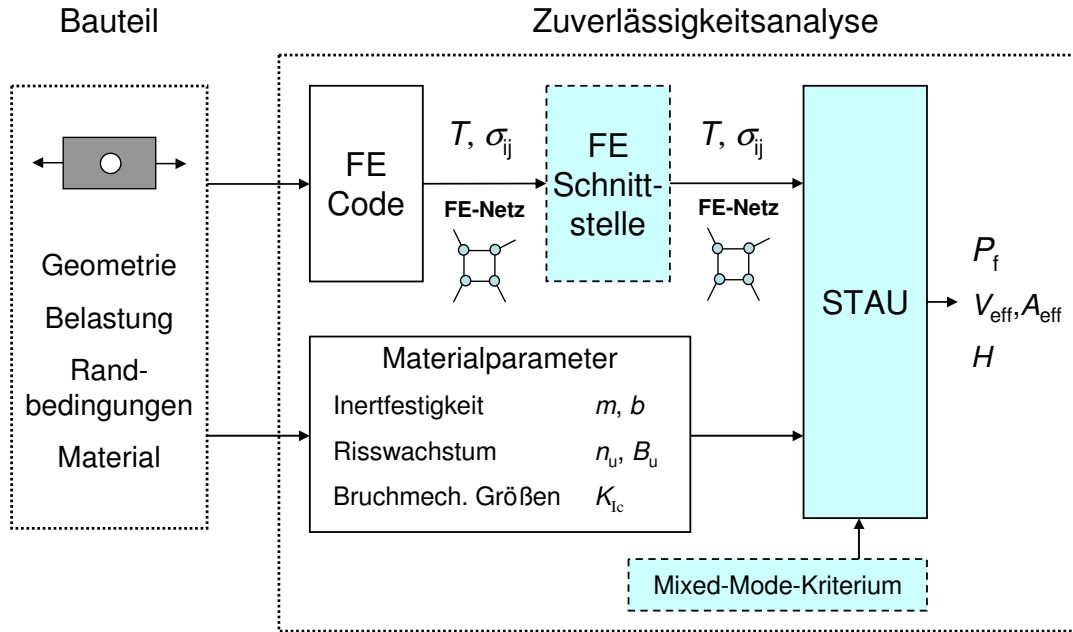 Bauteil
Zuverlässigkeitsanalyse
Geometrie
Belastung
Rand-
bedingungen
Material
FE
Code
T, σij
FE-Netz
FE
Schnitt-
stelle
T, σij
FE-Netz
STAU
Pf
Veff,Aeff
H
Materialparameter
Inertfestigkeit m, b
Risswachstum nu, Bu
Bruchmech. Größen KIc
Mixed-Mode-Kriterium